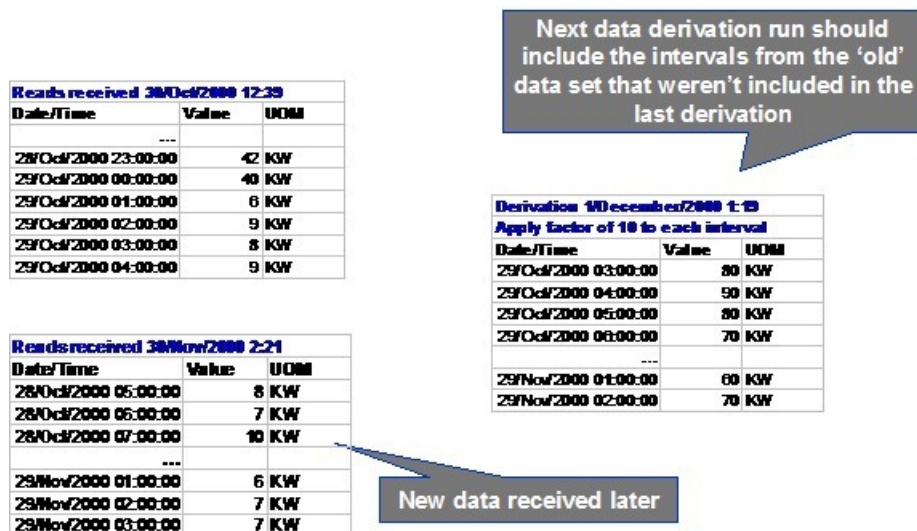 Next data derivation run should
include the intervals from the ‘old’
data set that weren’t included in the
last derivation
Reads received 30/Oct/2000 12:39
Date/Time Value UOM
...
28/Oct/2000 23:00:00 42 KW
29/Oct/2000 00:00:00 40 KW
29/Oct/2000 01:00:00 6 KW
29/Oct/2000 02:00:00 9 KW
29/Oct/2000 03:00:00 8 KW
29/Oct/2000 04:00:00 9 KW
Derivation 1/December/2000 1:19
Apply factor of 10 to each interval
Date/Time Value UOM
29/Oct/2000 03:00:00 80 KW
29/Oct/2000 04:00:00 90 KW
29/Oct/2000 05:00:00 80 KW
29/Oct/2000 06:00:00 70 KW
...
29/Nov/2000 01:00:00 60 KW
29/Nov/2000 02:00:00 70 KW
Reads received 30/Nov/2000 2:21
Date/Time Value UOM
28/Oct/2000 05:00:00 8 KW
28/Oct/2000 06:00:00 7 KW
28/Oct/2000 07:00:00 10 KW
...
29/Nov/2000 01:00:00 6 KW
29/Nov/2000 02:00:00 7 KW
29/Nov/2000 03:00:00 7 KW
New data received later